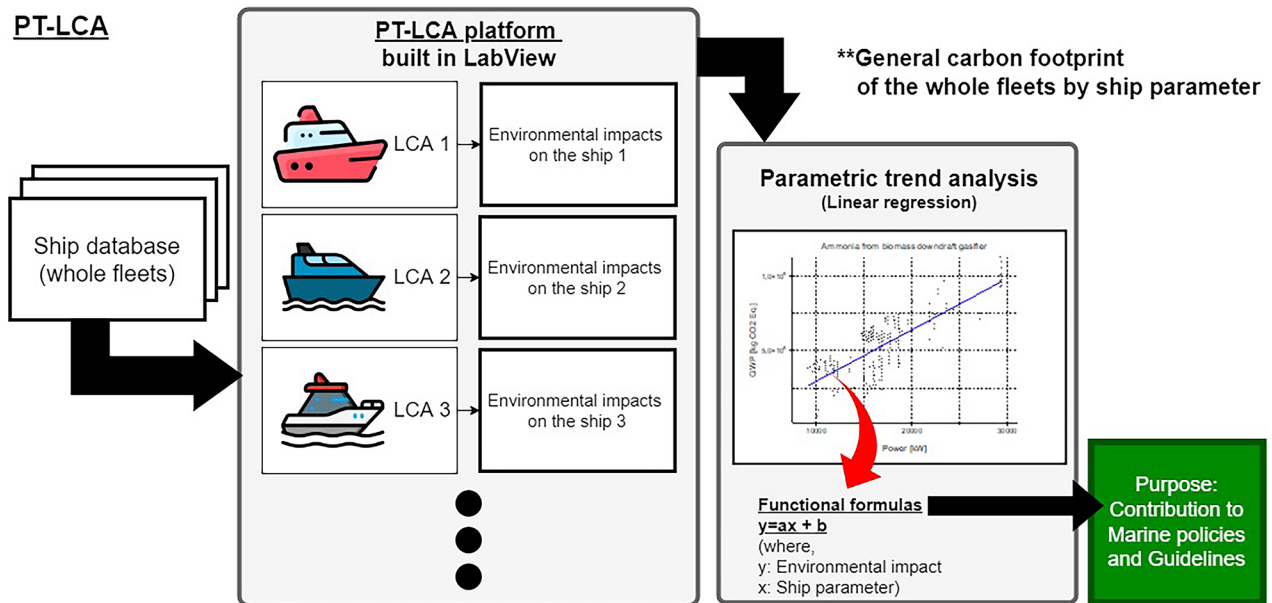 PT-LCA
PT-LCA platform
built in LabView
**General carbon footprint
of the whole fleets by ship parameter
Ship database
(whole fleets)
LCA 1
Environmental impacts
on the ship 1
LCA 2
Environmental impacts
on the ship 2
LCA 3
Environmental impacts
on the ship 3
Parametric trend analysis
(Linear regression)
Ammonia from biomass downdraft gasifier
GWP [kg CO2 Eq.]
10000
20000
30000
Power [kW]
Functional formulas
y=ax + b
(where,
y: Environmental impact
x: Ship parameter)
Purpose:
Contribution to
Marine policies
and Guidelines